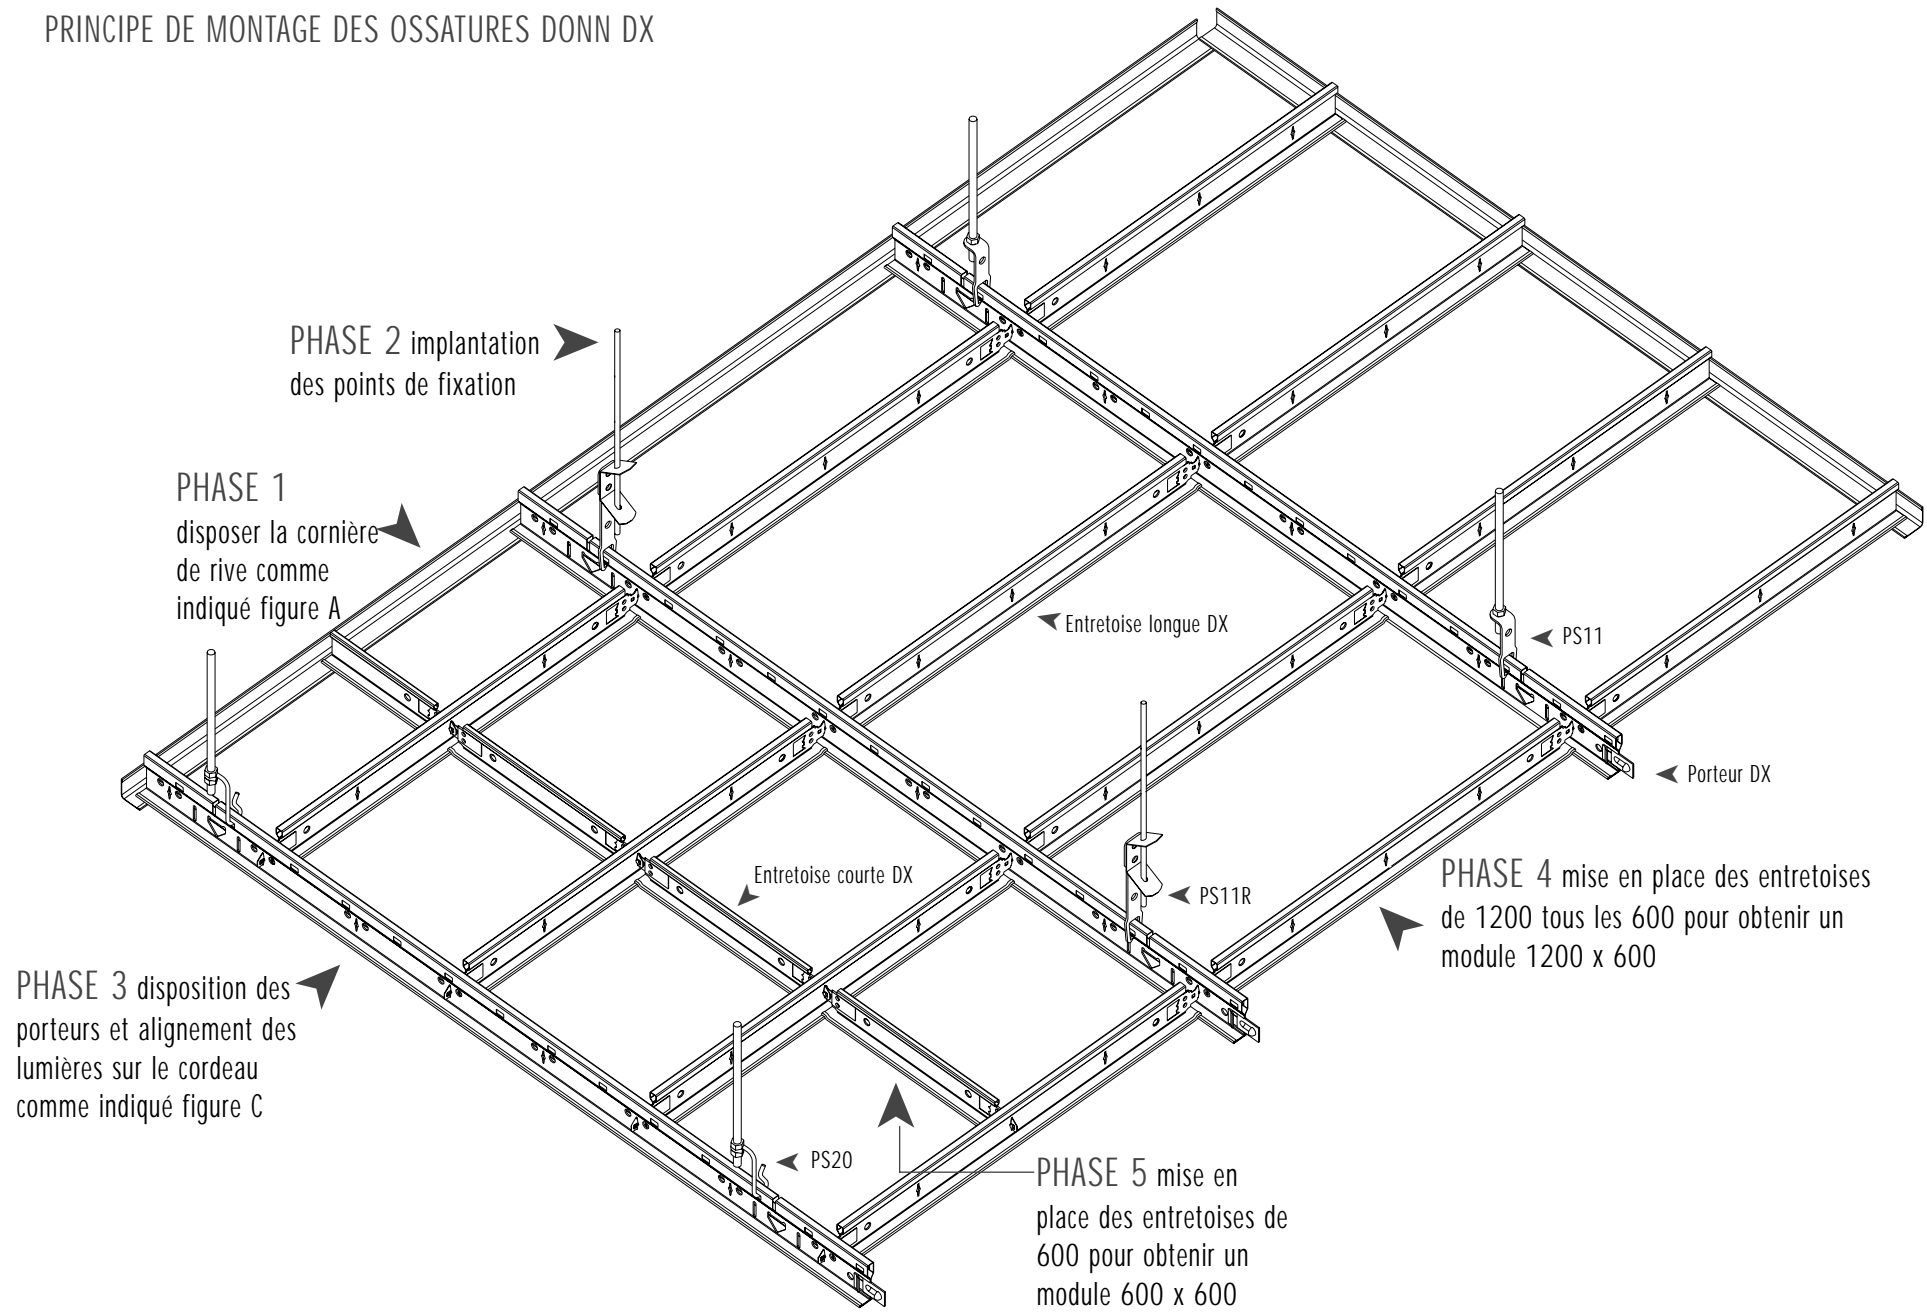 PRINCIPE DE MONTAGE DES OSSATURES DONN DX
PHASE 2 implantation
des points de fixation
PHASE 1
disposer la cornière
de rive comme
indiqué figure A
Entretoise longue DX
PS11
Porteur DX
Entretoise courte DX
PS11R
PHASE 4 mise en place des entretoises
de 1200 tous les 600 pour obtenir un
module 1200 x 600
PHASE 3 disposition des
porteurs et alignement des
lumières sur le cordeau
comme indiqué figure C
PS20
PHASE 5 mise en
place des entretoises de
600 pour obtenir un
module 600 x 600